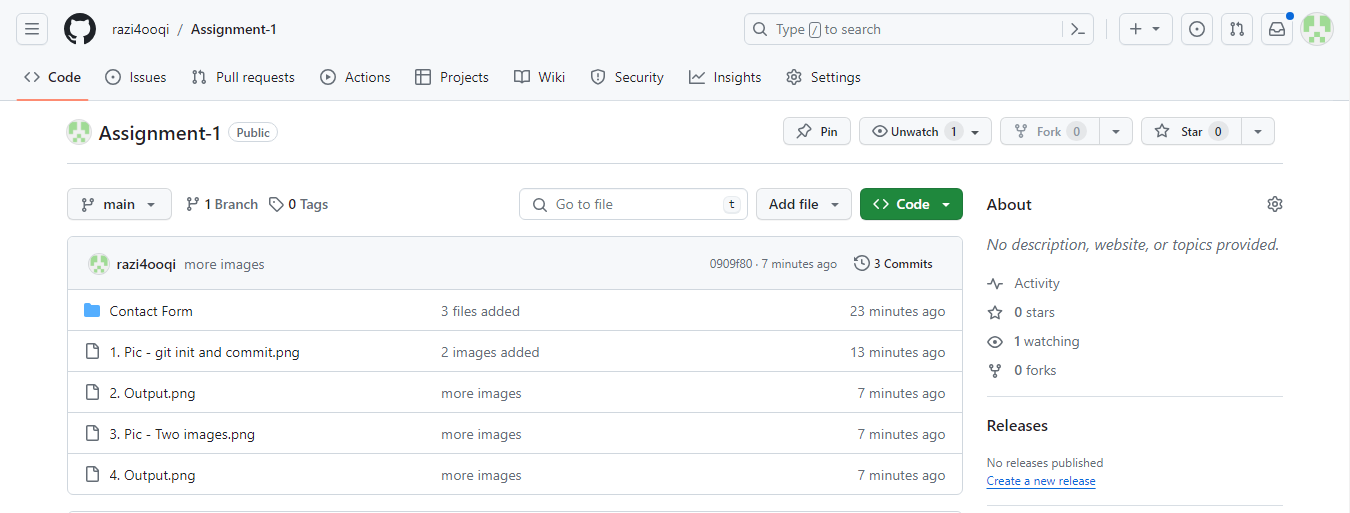 razi4ooqi / Assignment-1
Type / to search
Code Issues Pull requests Actions Projects Wiki Security Insights Settings
Assignment-1 Public
Pin Unwatch 1 Fork 0 Star 0
main 1 Branch 0 Tags Go to file t Add file Code
razi4ooqi more images 0909f80 · 7 minutes ago 3 Commits
Contact Form 3 files added 23 minutes ago
1. Pic - git init and commit.png 2 images added 13 minutes ago
2. Output.png more images 7 minutes ago
3. Pic - Two images.png more images 7 minutes ago
4. Output.png more images 7 minutes ago
About
No description, website, or topics provided.
Activity
0 stars
1 watching
0 forks
Releases
No releases published
Create a new release